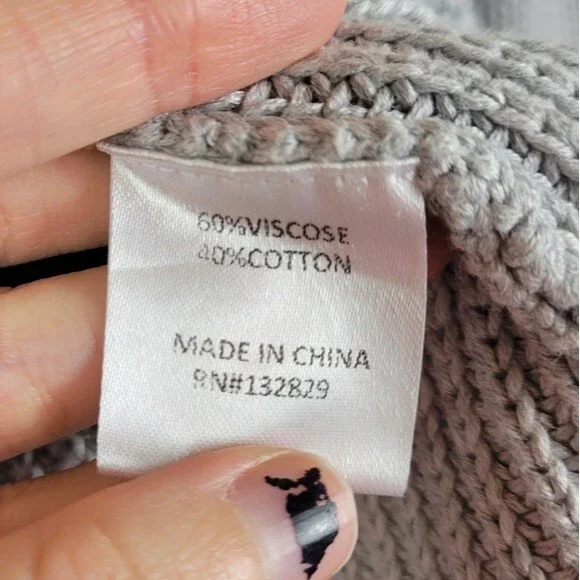 60%VISCOSE
40%COTTON
MADE IN CHINA
RN#132829